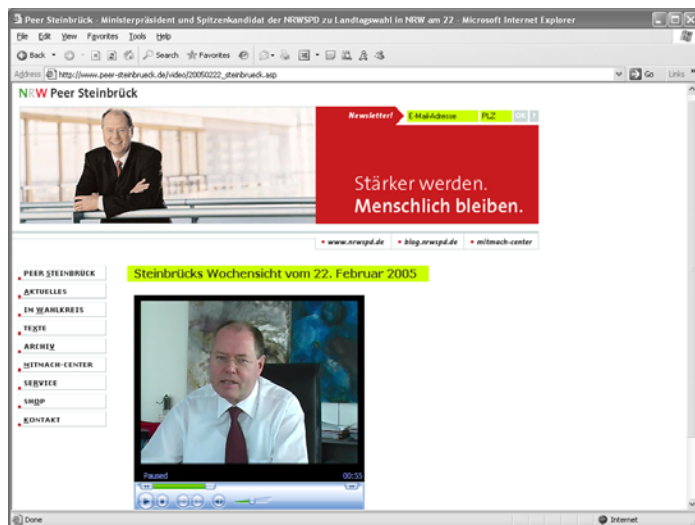 Peer Steinbrück - Ministerpräsident und Spitzenkandidat der NRWSPD zu Landtagswahl in NRW am 22 - Microsoft Internet Explorer
File Edit View Favorites Tools Help
Back Search Favorites
Address http://www.peer-steinbrueck.de/video/20050222_steinbrueck.asp Go Links »
NRW Peer Steinbrück
Newsletter! E-Mail-Adresse PLZ OK ?
Stärker werden.
Menschlich bleiben.
www.nrwspd.de blog.nrwspd.de mitmach-center
PEER STEINBRÜCK
Steinbrücks Wochensicht vom 22. Februar 2005
AKTUELLES
IM WAHLKREIS
TEXTE
ARCHIV
MITMACH-CENTER
SERVICE
SHOP
KONTAKT
Paused 00:55
Done Internet